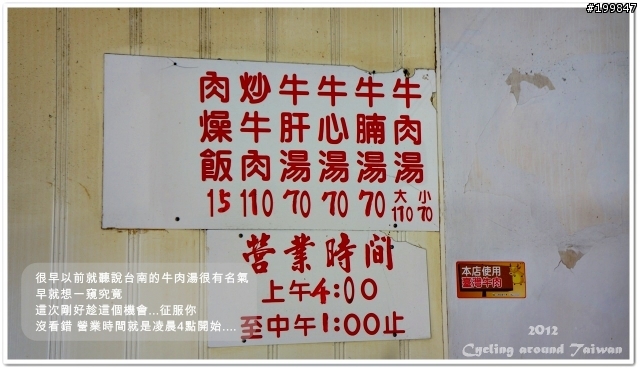 #199847
牛肉湯 大110 小70
牛腩湯 70
牛心湯 70
牛肝湯 70
炒牛肉 110
肉燥飯 15
營業時間
上午4:00
至中午1:00止
本店使用
臺灣牛肉
很早以前就聽說台南的牛肉湯很有名氣
早就想一窺究竟
這次剛好趁這個機會...征服你
沒看錯 營業時間就是凌晨4點開始....
2012
Cycling around Taiwan